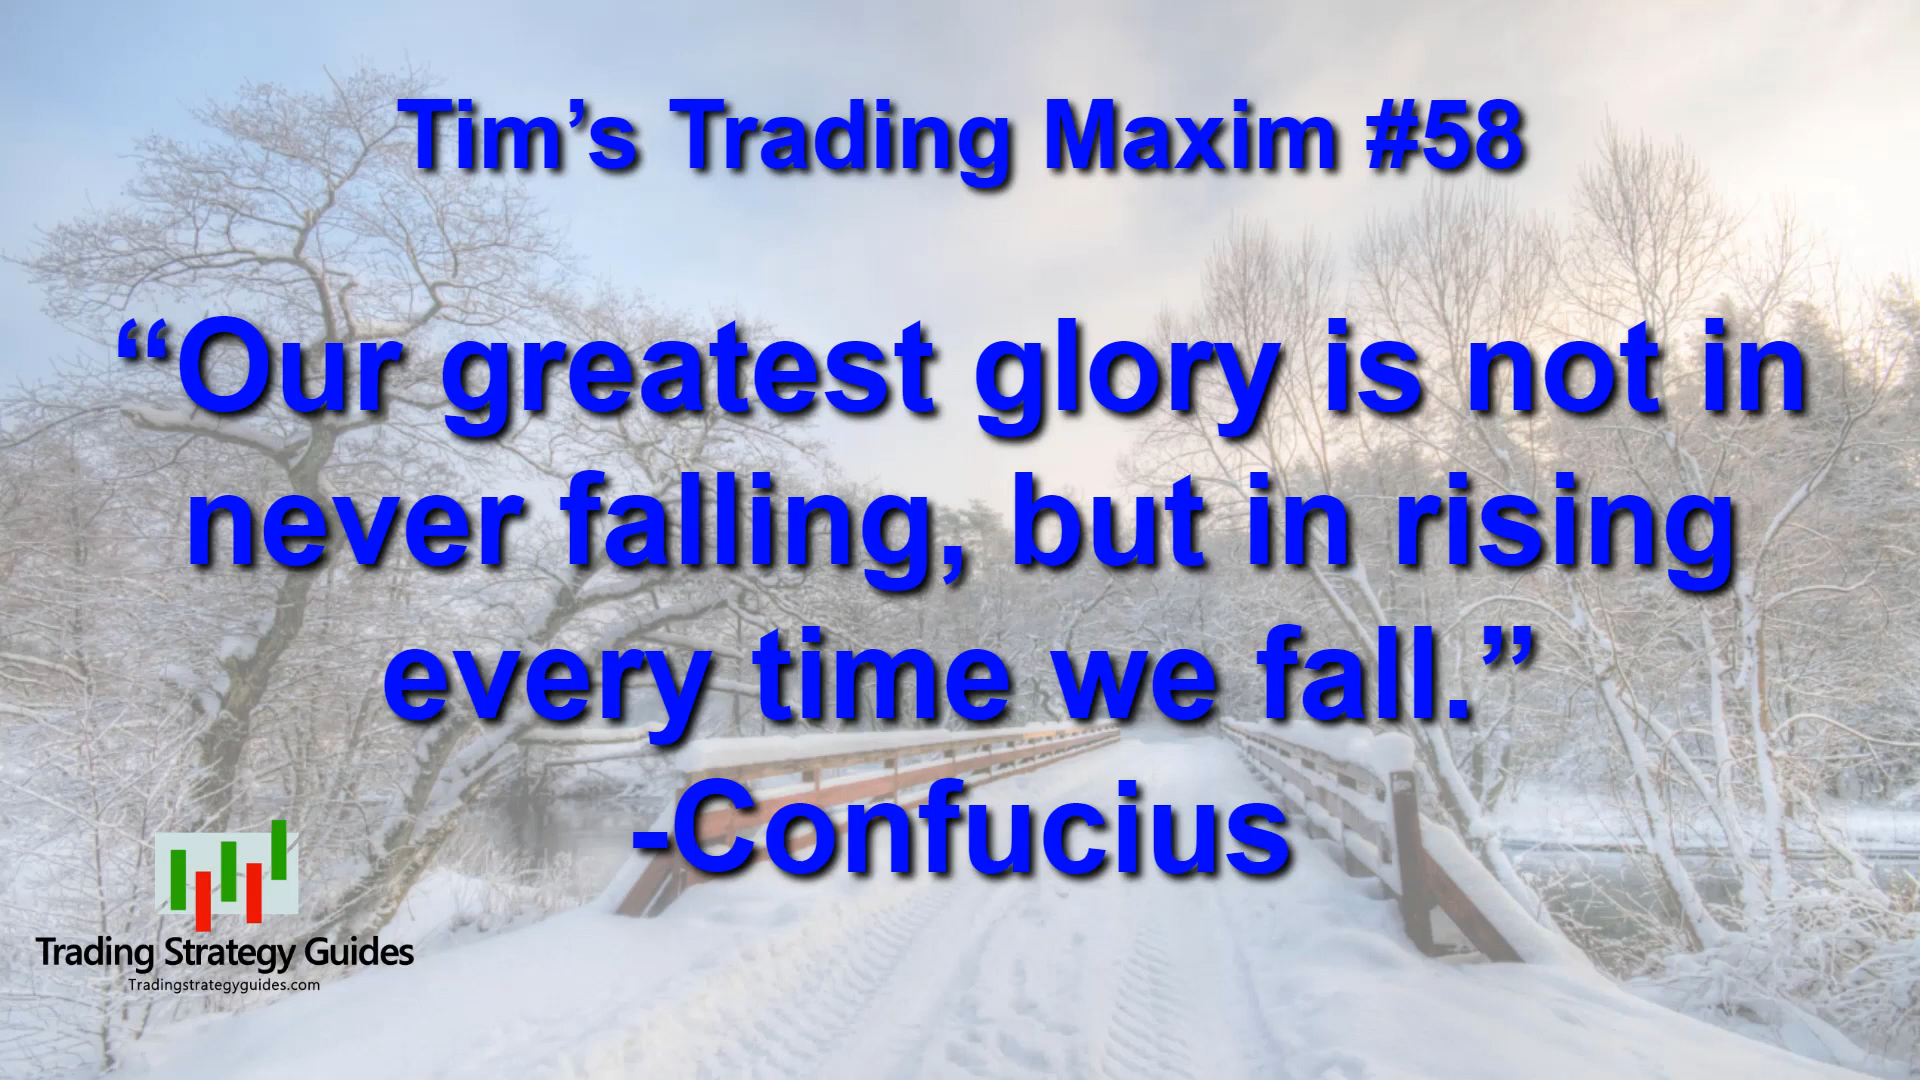 Tim’s Trading Maxim #58
“Our greatest glory is not in
never falling, but in rising
every time we fall.”
-Confucius
Trading Strategy Guides
Tradingstrategyguides.com